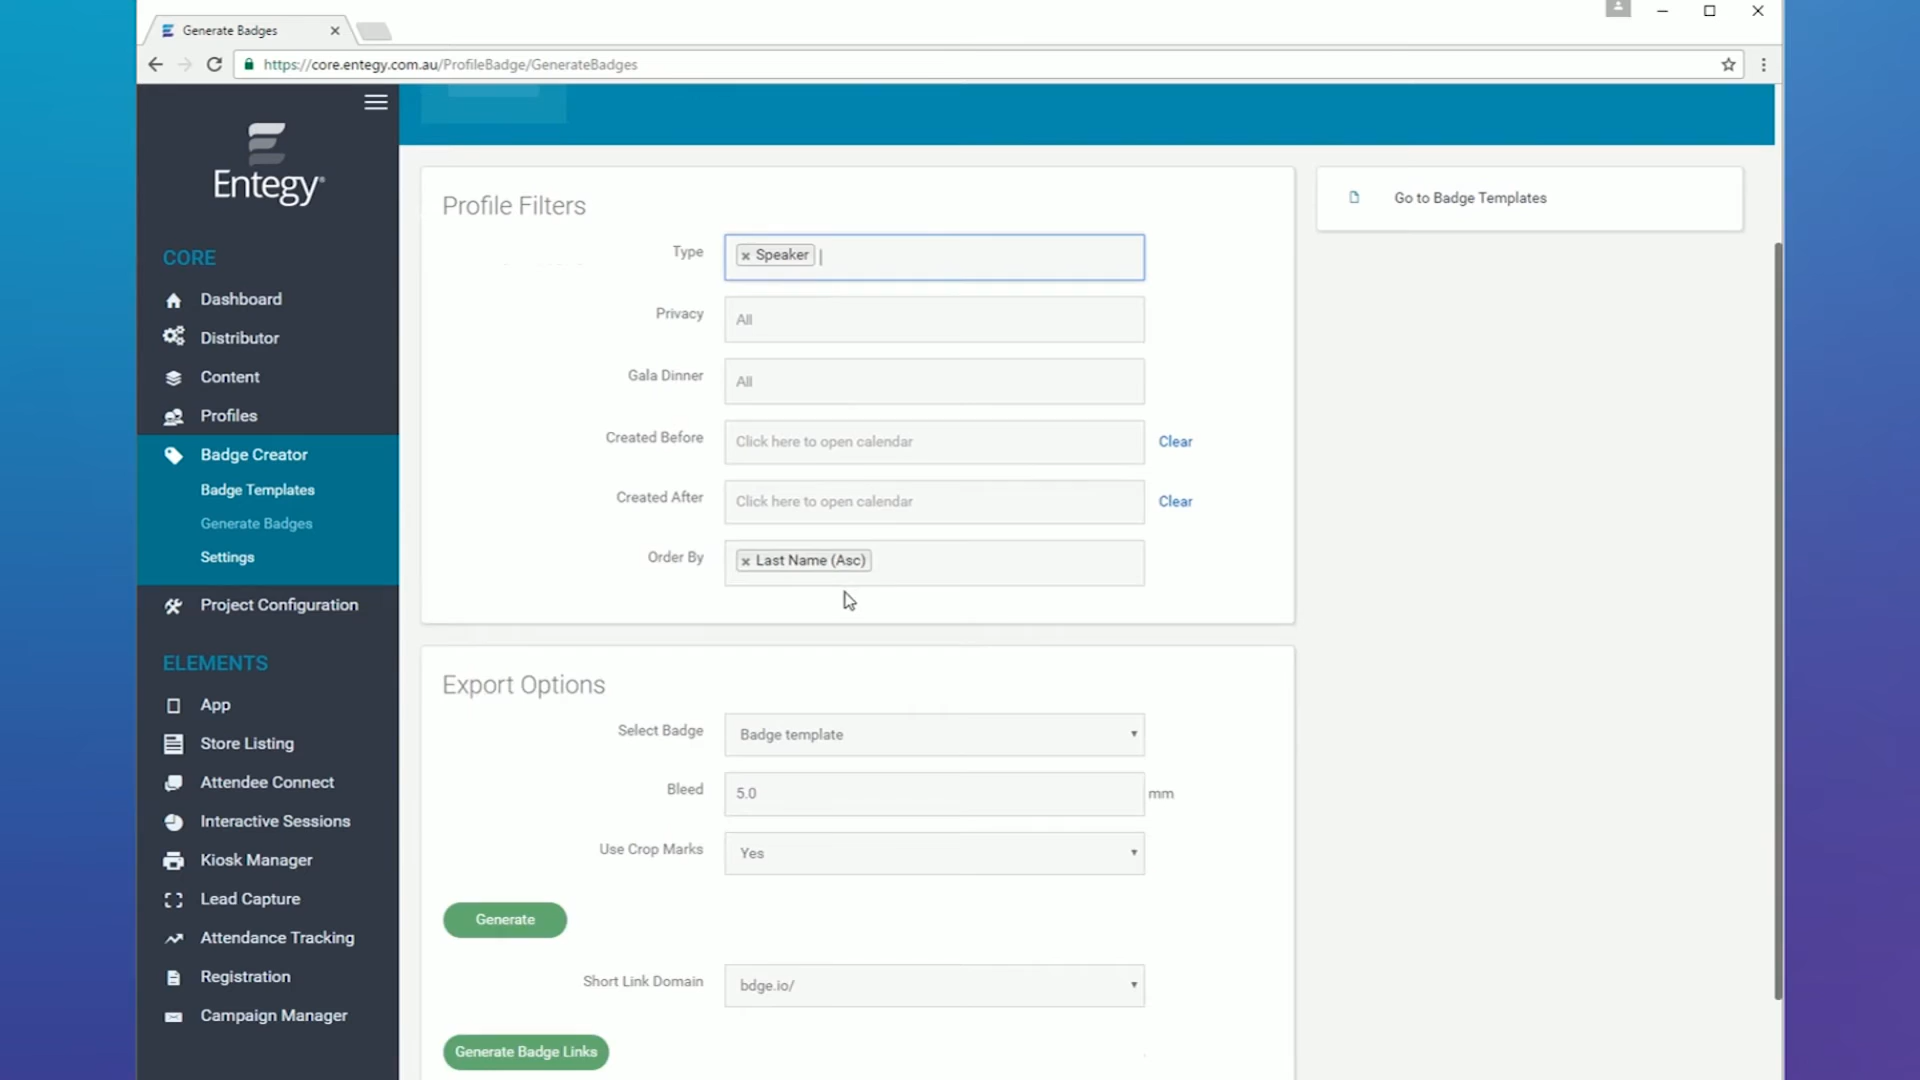 Generate Badges
https://core.entegy.com.au/ProfileBadge/GenerateBadges
Entegy
CORE
Dashboard
Distributor
Content
Profiles
Badge Creator
Badge Templates
Generate Badges
Settings
Project Configuration
ELEMENTS
App
Store Listing
Attendee Connect
Interactive Sessions
Kiosk Manager
Lead Capture
Attendance Tracking
Registration
Campaign Manager
Profile Filters
Type
× Speaker
Privacy
All
Gala Dinner
All
Created Before
Click here to open calendar
Clear
Created After
Click here to open calendar
Clear
Order By
× Last Name (Asc)
Export Options
Select Badge
Badge template
Bleed
5.0
mm
Use Crop Marks
Yes
Generate
Short Link Domain
bdge.io/
Generate Badge Links
Go to Badge Templates